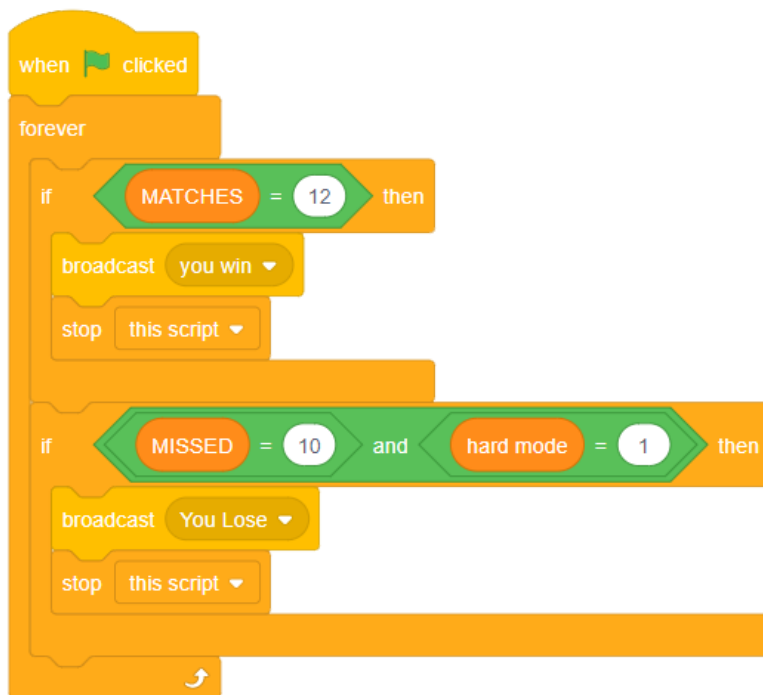 when clicked
forever
if MATCHES = 12 then
broadcast you win
stop this script
if MISSED = 10 and hard mode = 1 then
broadcast You Lose
stop this script